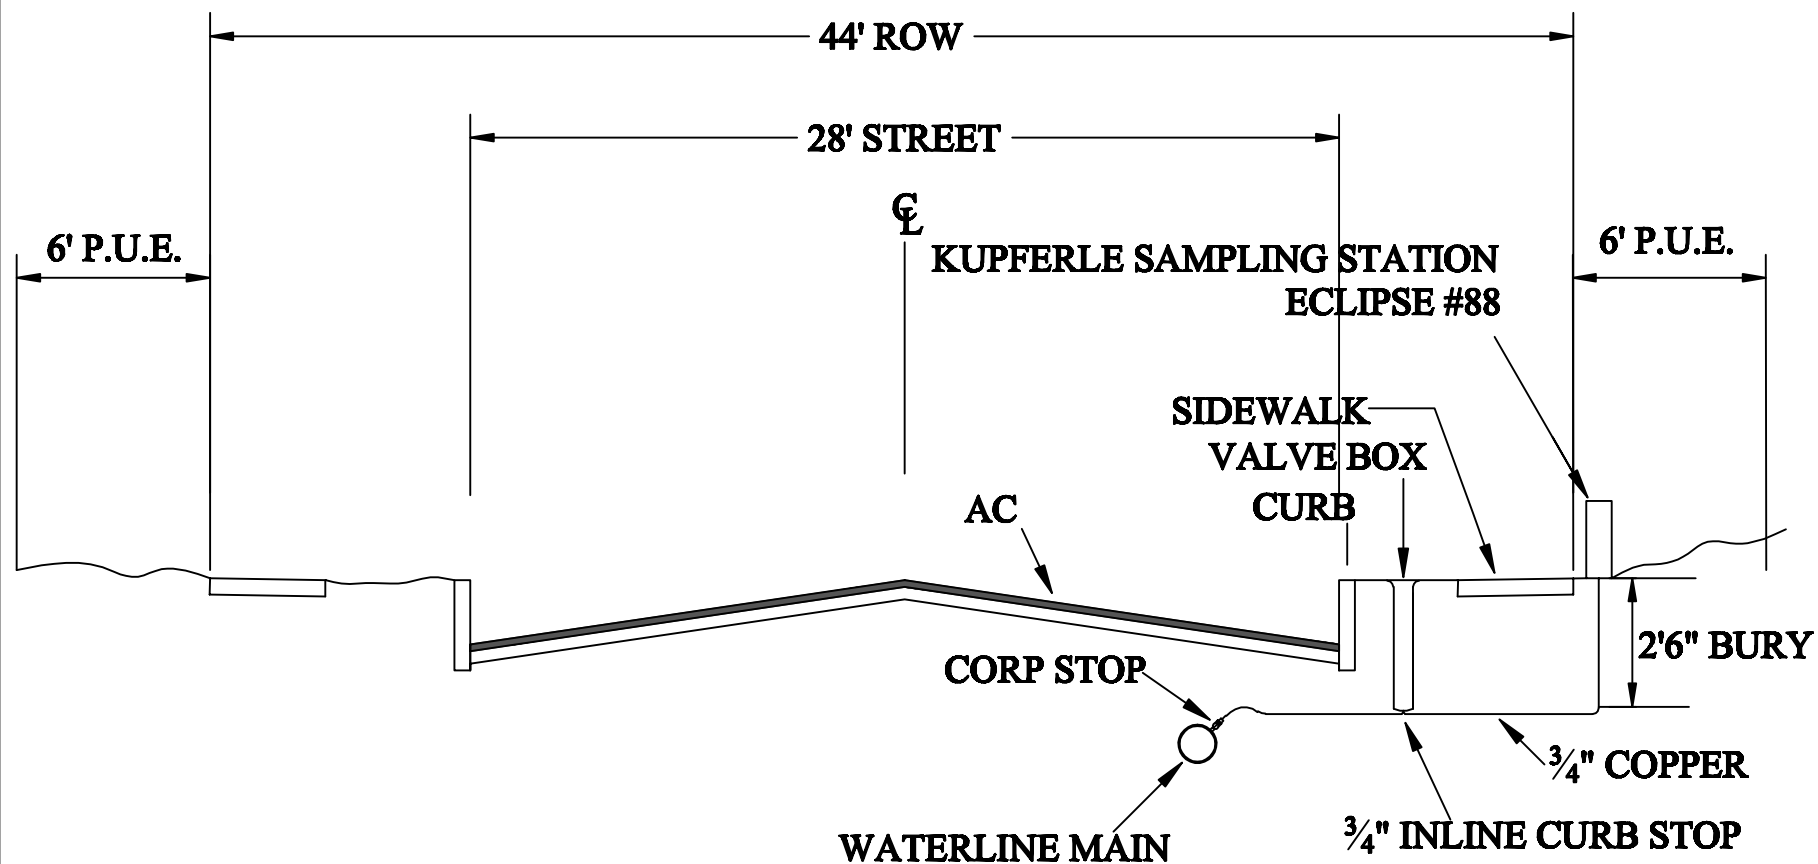 44' ROW
28' STREET
℄
6' P.U.E.
6' P.U.E.
KUPFERLE SAMPLING STATION
ECLIPSE #88
SIDEWALK
VALVE BOX
CURB
AC
2'6" BURY
CORP STOP
¾" COPPER
¾" INLINE CURB STOP
WATERLINE MAIN